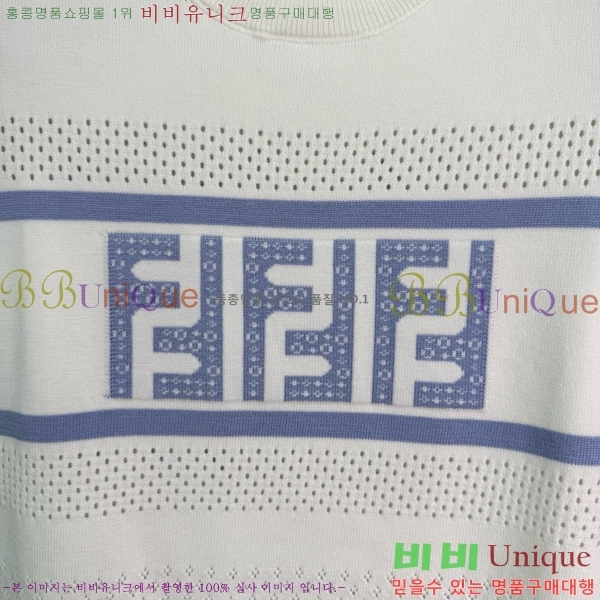 홍콩명품쇼핑몰 1위 비비유니크명품구매대행
BBUniQue
BBUniQue
비비 Unique
믿을수 있는 명품구매대행
-본 이미지는 비비유니크에서 촬영한 100% 실사 이미지 입니다.-